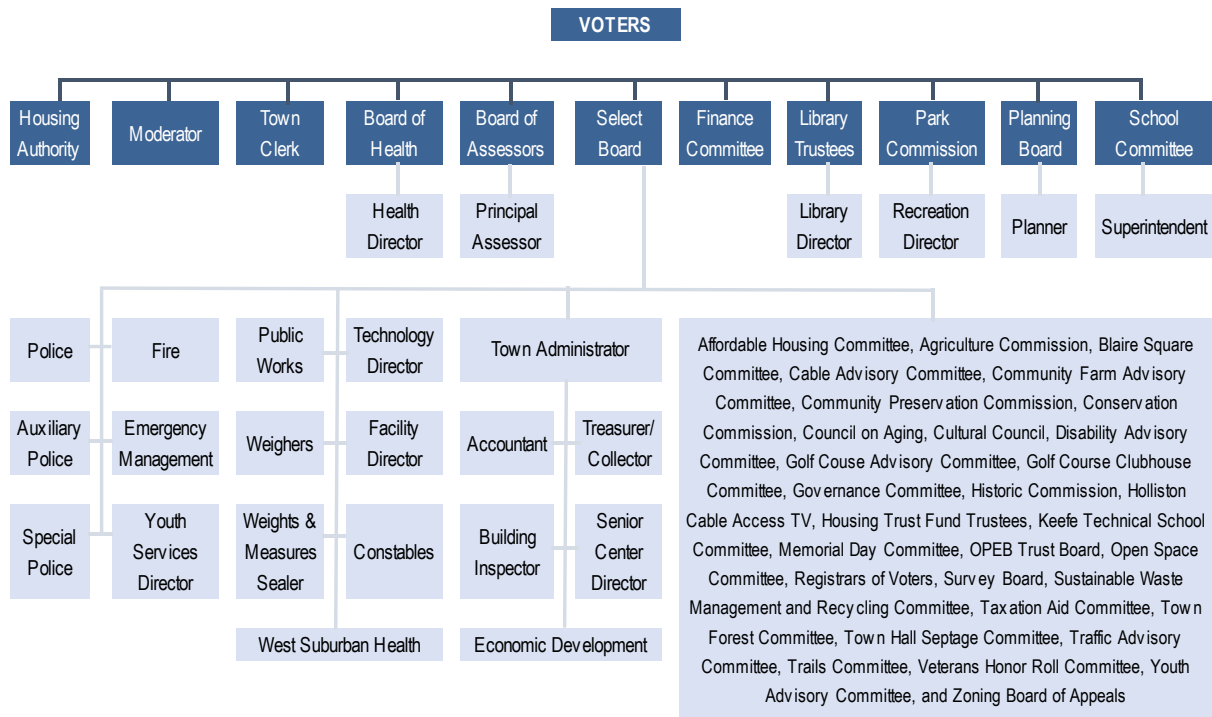 VOTERS
Housing
Authority
Moderator
Town
Clerk
Board of
Health
Board of
Assessors
Select
Board
Finance
Committee
Library
Trustees
Park
Commission
Planning
Board
School
Committee
Health
Director
Principal
Assessor
Library
Director
Recreation
Director
Planner
Superintendent
Police
Fire
Public
Works
Technology
Director
Town Administrator
Auxiliary
Police
Emergency
Management
Weighers
Facility
Director
Accountant
Treasurer/
Collector
Special
Police
Youth
Services
Director
Weights &
Measures
Sealer
Constables
Building
Inspector
Senior
Center
Director
West Suburban Health
Economic Development
Affordable Housing Committee, Agriculture Commission, Blaire Square
Committee, Cable Advisory Committee, Community Farm Advisory
Committee, Community Preservation Commission, Conservation
Commission, Council on Aging, Cultural Council, Disability Advisory
Committee, Golf Couse Advisory Committee, Golf Course Clubhouse
Committee, Governance Committee, Historic Commission, Holliston
Cable Access TV, Housing Trust Fund Trustees, Keefe Technical School
Committee, Memorial Day Committee, OPEB Trust Board, Open Space
Committee, Registrars of Voters, Survey Board, Sustainable Waste
Management and Recycling Committee, Taxation Aid Committee, Town
Forest Committee, Town Hall Septage Committee, Traffic Advisory
Committee, Trails Committee, Veterans Honor Roll Committee, Youth
Advisory Committee, and Zoning Board of Appeals